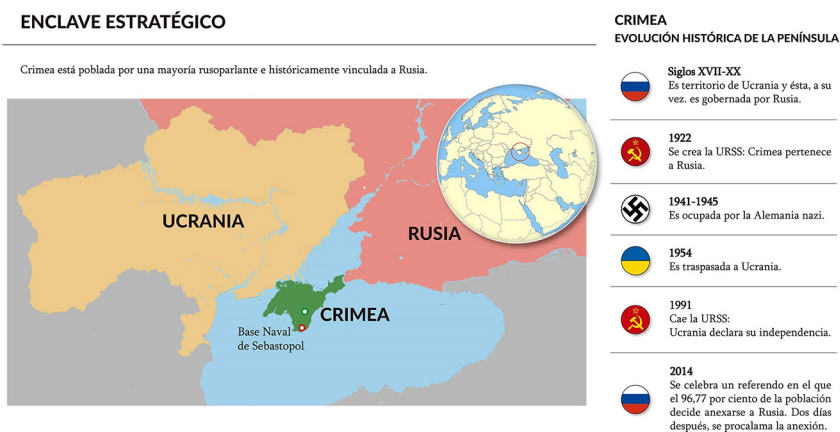 ENCLAVE ESTRATÉGICO
Crimea está poblada por una mayoría rusoparlante e históricamente vinculada a Rusia.
UCRANIA
RUSIA
CRIMEA
Base Naval
de Sebastopol
CRIMEA
EVOLUCIÓN HISTÓRICA DE LA PENÍNSULA
Siglos XVII-XX
Es territorio de Ucrania y ésta, a su
vez. es gobernada por Rusia.
1922
Se crea la URSS: Crimea pertenece
a Rusia.
1941-1945
Es ocupada por la Alemania nazi.
1954
Es traspasada a Ucrania.
1991
Cae la URSS:
Ucrania declara su independencia.
2014
Se celebra un referendo en el que
el 96,77 por ciento de la población
decide anexarse a Rusia. Dos días
después, se procalama la anexión.